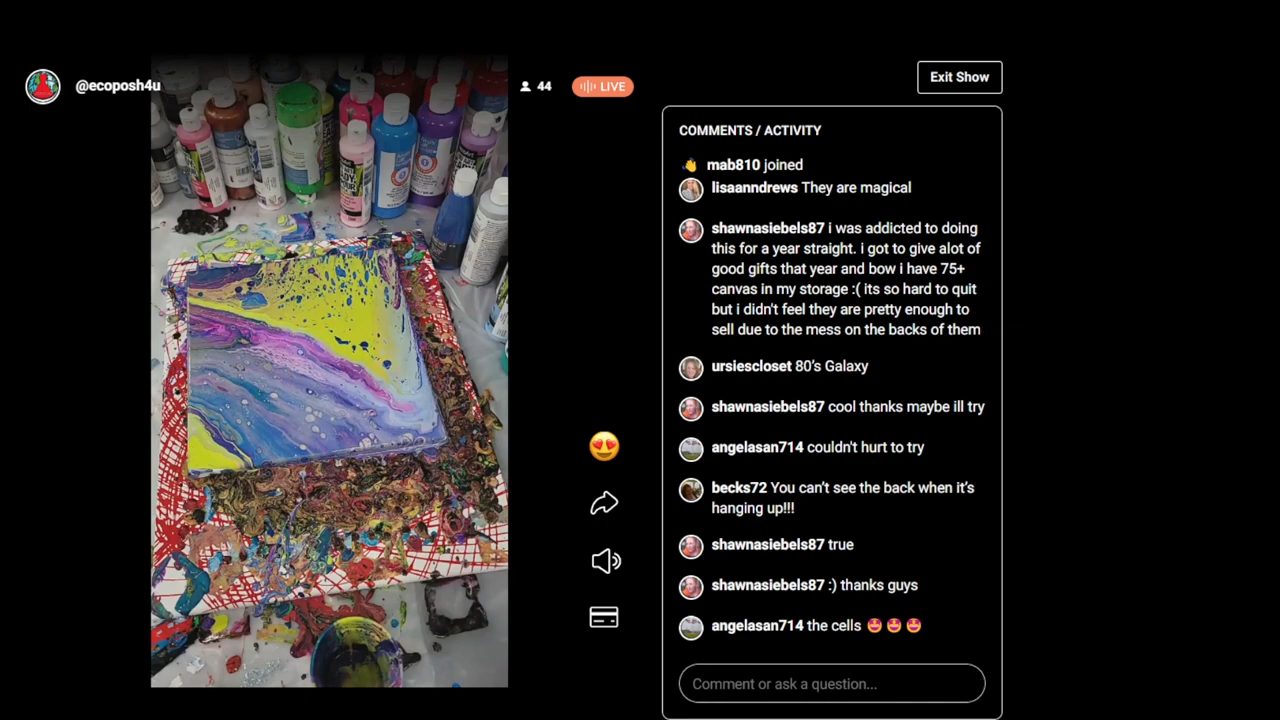 @ecoposh4u
44
LIVE
Exit Show
COMMENTS / ACTIVITY
mab810 joined
lisaanndrews They are magical
shawnasiebels87 i was addicted to doing
this for a year straight. i got to give alot of
good gifts that year and bow i have 75+
canvas in my storage :( its so hard to quit
but i didn't feel they are pretty enough to
sell due to the mess on the backs of them
ursiescloset 80's Galaxy
shawnasiebels87 cool thanks maybe ill try
angelasan714 couldn't hurt to try
becks72 You can't see the back when it's
hanging up!!!
shawnasiebels87 true
shawnasiebels87 :) thanks guys
angelasan714 the cells 🤩 🤩 🤩
Comment or ask a question...